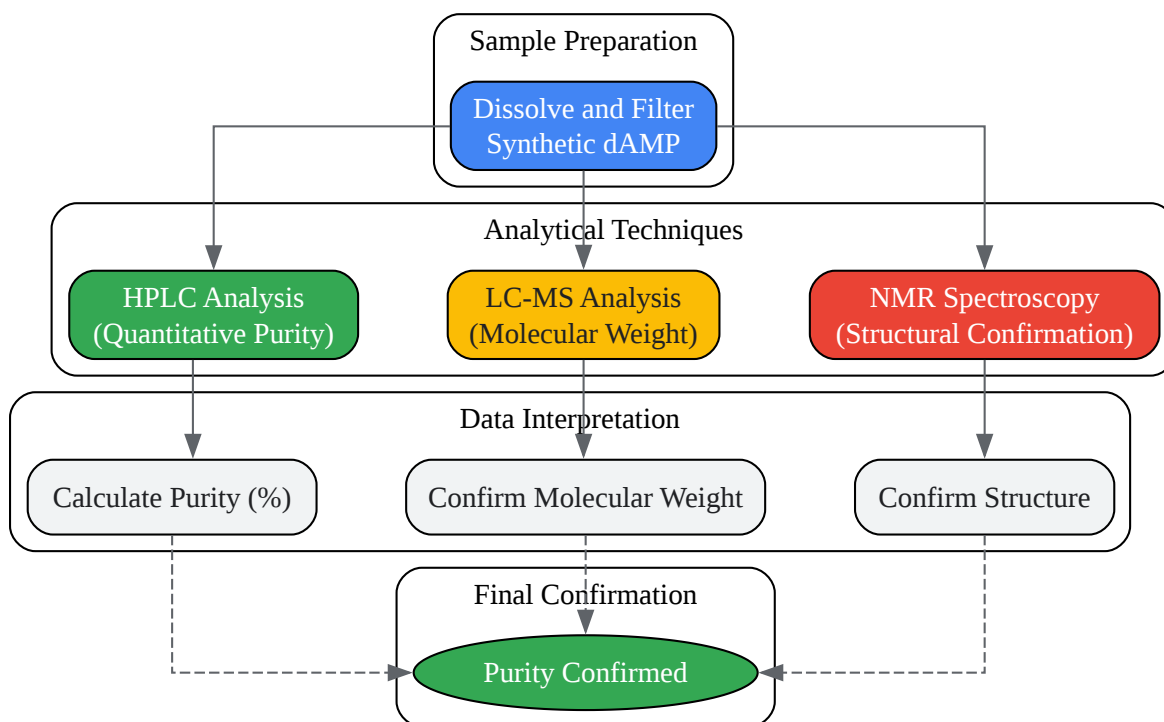 Sample Preparation
Dissolve and Filter
Synthetic dAMP
Analytical Techniques
HPLC Analysis
(Quantitative Purity)
LC-MS Analysis
(Molecular Weight)
NMR Spectroscopy
(Structural Confirmation)
Data Interpretation
Calculate Purity (%)
Confirm Molecular Weight
Confirm Structure
Final Confirmation
Purity Confirmed